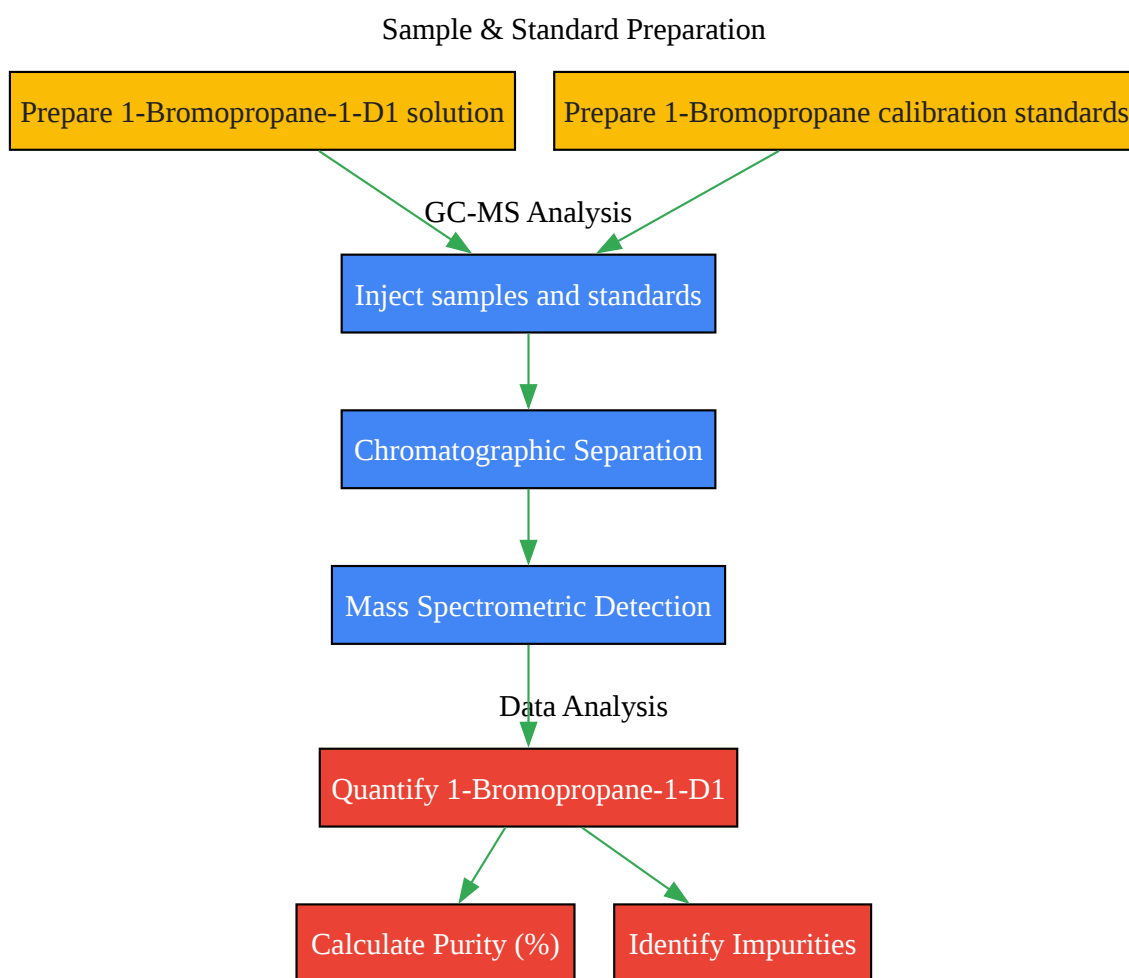 Sample & Standard Preparation
Prepare 1-Bromopropane-1-D1 solution
Prepare 1-Bromopropane calibration standards
GC-MS Analysis
Inject samples and standards
Chromatographic Separation
Mass Spectrometric Detection
Data Analysis
Quantify 1-Bromopropane-1-D1
Calculate Purity (%)
Identify Impurities